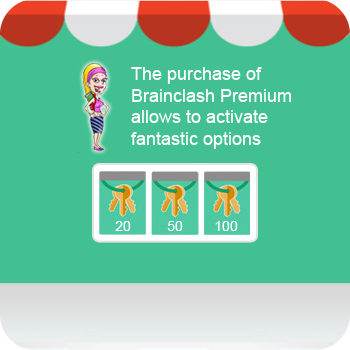 The purchase of
Brainclash Premium
allows to activate
fantastic options
20 50 100